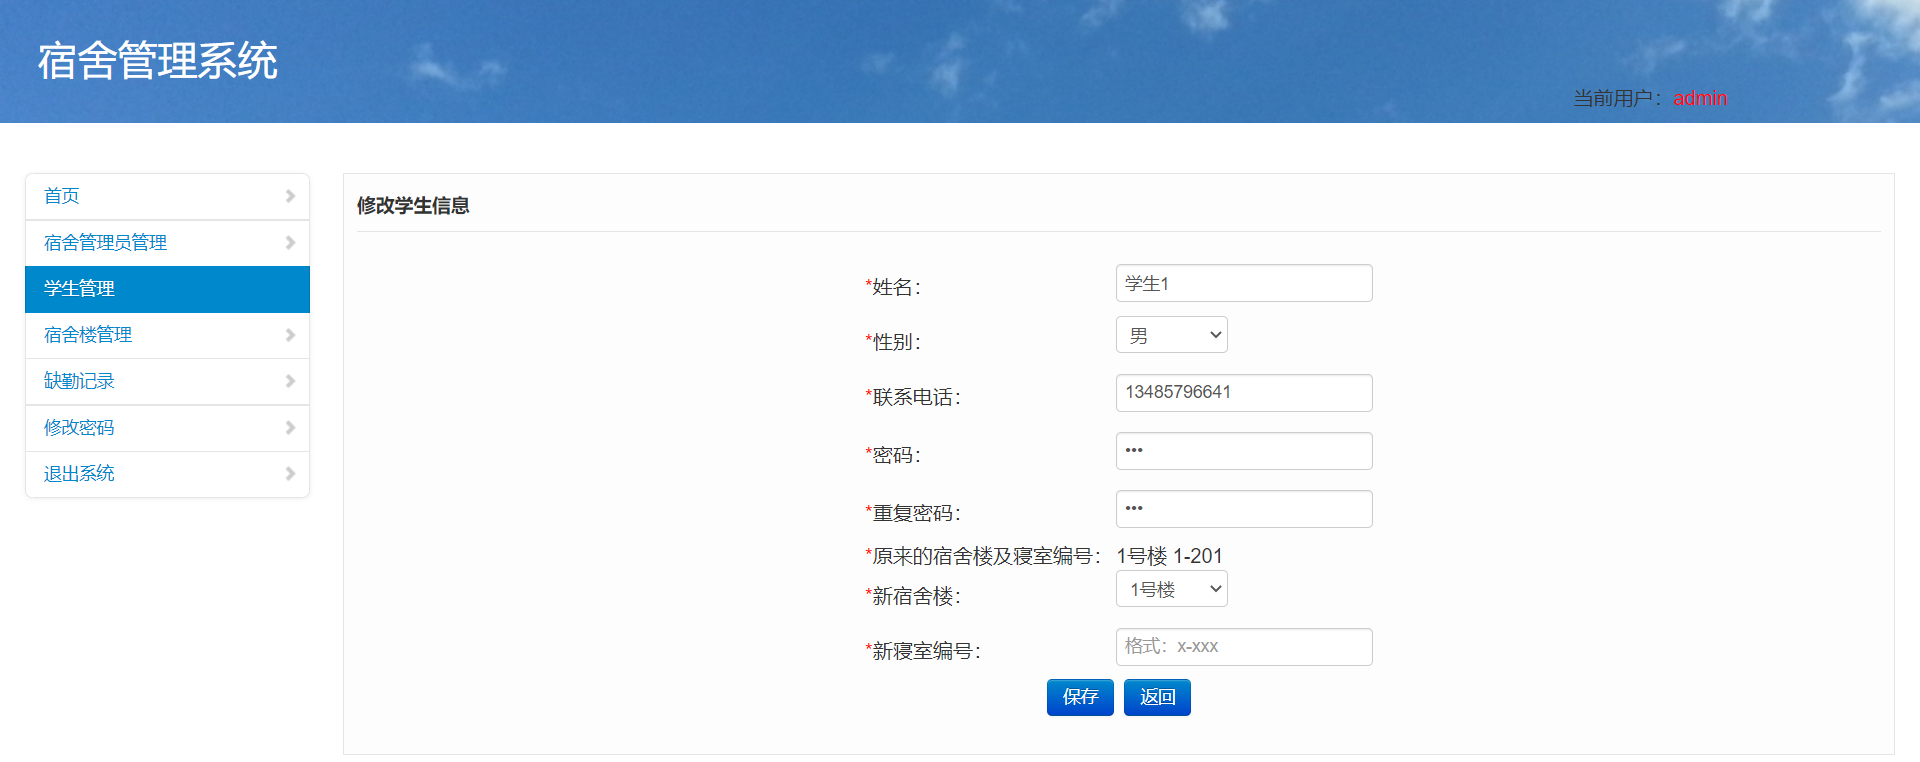 宿舍管理系统
当前用户：admin
首页
宿舍管理员管理
学生管理
宿舍楼管理
缺勤记录
修改密码
退出系统
修改学生信息
*姓名： 学生1
*性别： 男
*联系电话： 13485796641
*密码： •••
*重复密码： •••
*原来的宿舍楼及寝室编号： 1号楼 1-201
*新宿舍楼： 1号楼
*新寝室编号： 格式：x-xxx
保存 返回